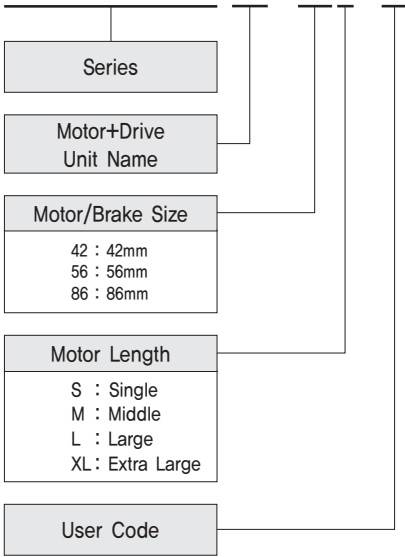 Series
Motor+Drive
Unit Name
Motor/Brake Size
42 : 42mm
56 : 56mm
86 : 86mm
Motor Length
S : Single
M : Middle
L : Large
XL : Extra Large
User Code